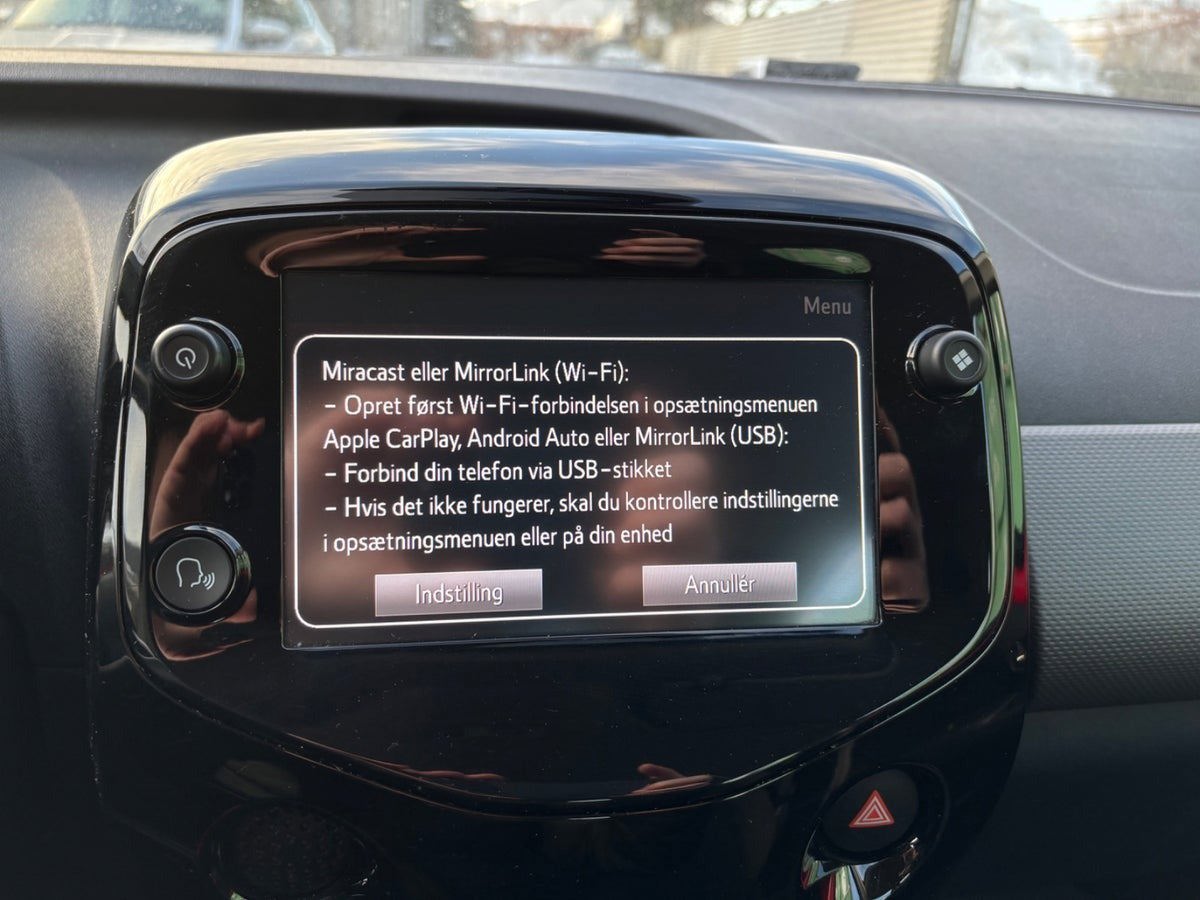 Menu
Miracast eller MirrorLink (Wi-Fi):
- Opret først Wi-Fi-forbindelsen i opsætningsmenuen
Apple CarPlay, Android Auto eller MirrorLink (USB):
- Forbind din telefon via USB-stikket
- Hvis det ikke fungerer, skal du kontrollere indstillingerne
i opsætningsmenuen eller på din enhed
Indstilling Annullér